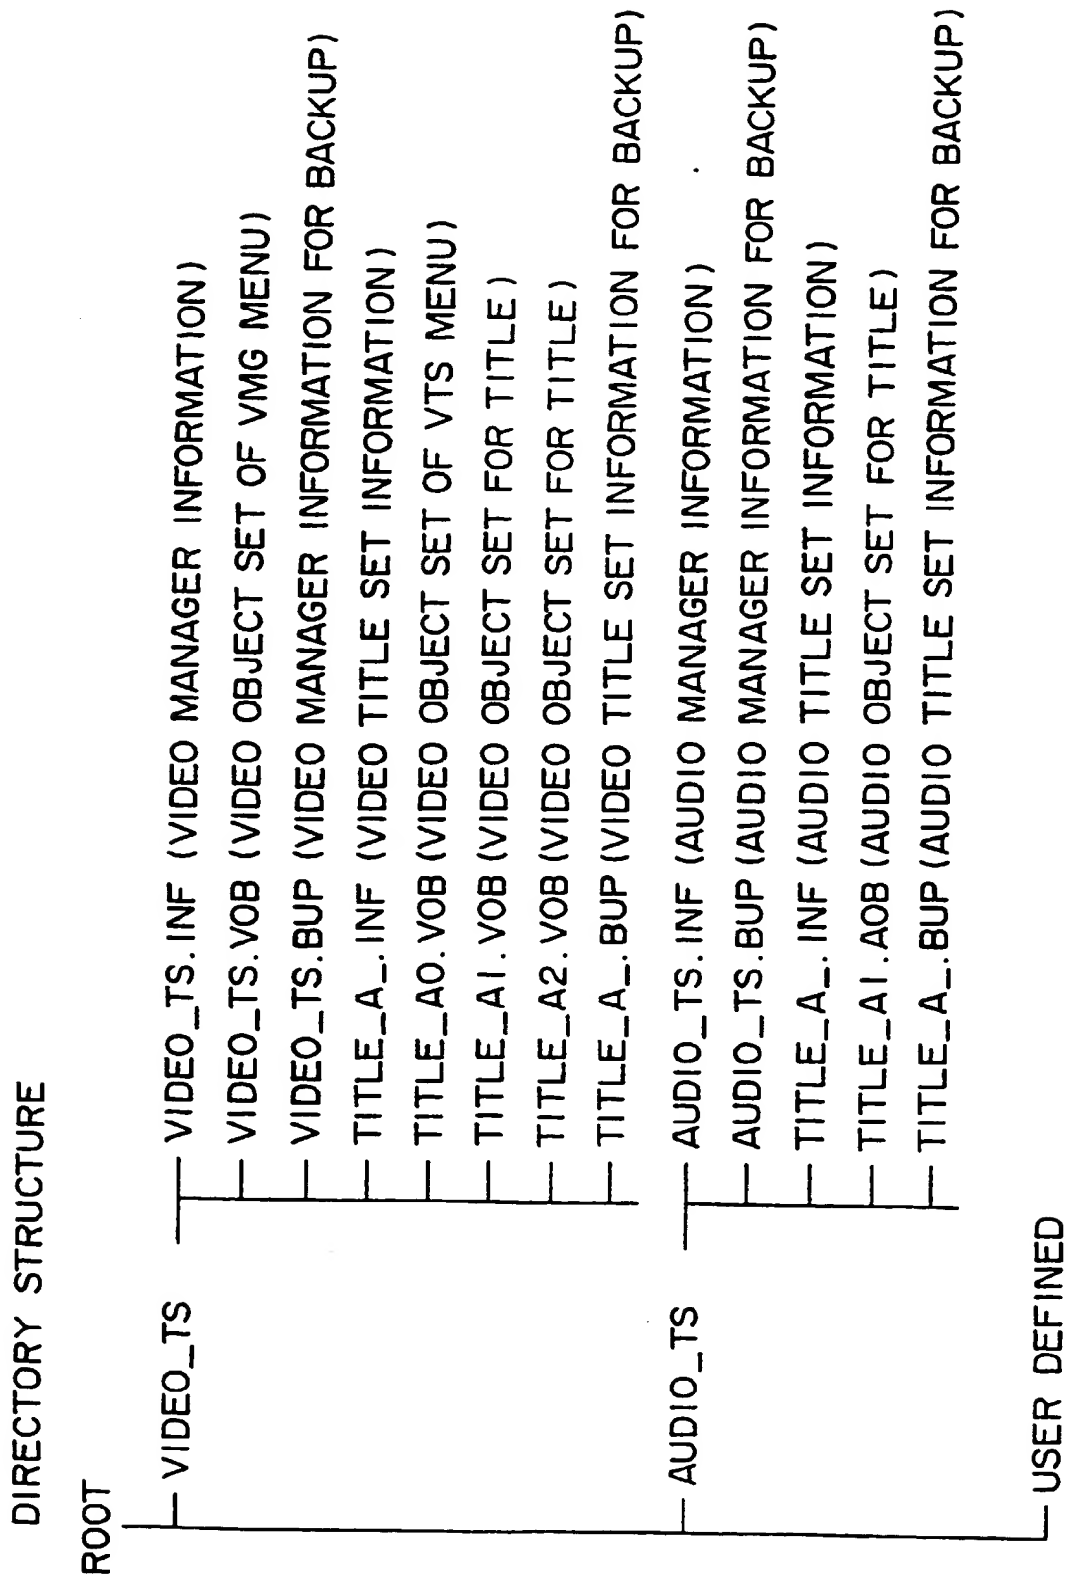 DIRECTORY STRUCTURE
ROOT
VIDEO_TS
VIDEO_TS.INF (VIDEO MANAGER INFORMATION)
VIDEO_TS.VOB (VIDEO OBJECT SET OF VMG MENU)
VIDEO_TS.BUP (VIDEO MANAGER INFORMATION FOR BACKUP)
TITLE_A_.INF (VIDEO TITLE SET INFORMATION)
TITLE_A0.VOB (VIDEO OBJECT SET OF VTS MENU)
TITLE_A1.VOB (VIDEO OBJECT SET FOR TITLE)
TITLE_A2.VOB (VIDEO OBJECT SET FOR TITLE)
TITLE_A_.BUP (VIDEO TITLE SET INFORMATION FOR BACKUP)
AUDIO_TS
AUDIO_TS.INF (AUDIO MANAGER INFORMATION)
AUDIO_TS.BUP (AUDIO MANAGER INFORMATION FOR BACKUP)
TITLE_A_.INF (AUDIO TITLE SET INFORMATION)
TITLE_A1.AOB (AUDIO OBJECT SET FOR TITLE)
TITLE_A_.BUP (AUDIO TITLE SET INFORMATION FOR BACKUP)
USER DEFINED